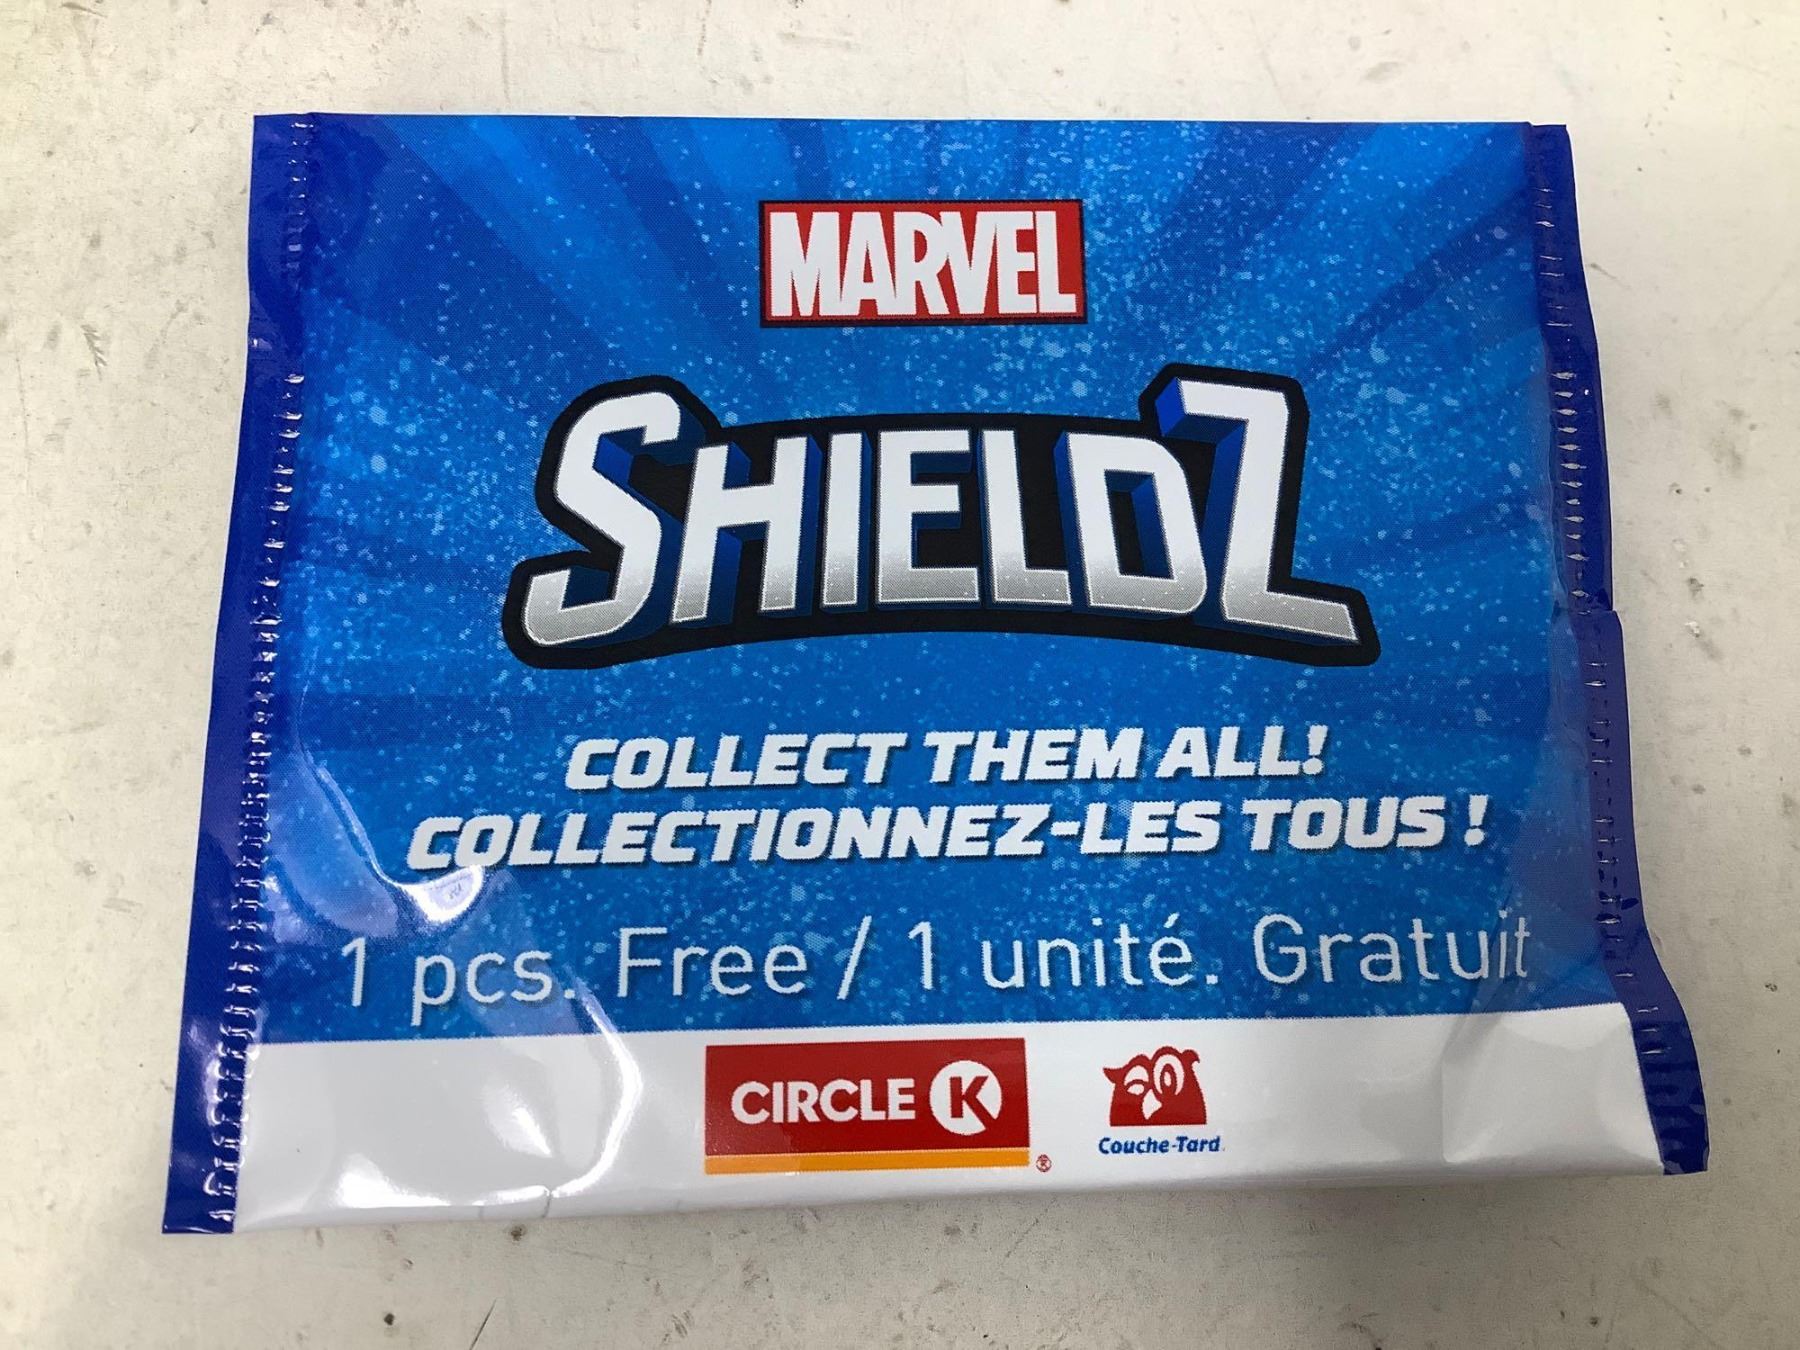 MARVEL
SHIELDZ
COLLECT THEM ALL!
COLLECTIONNEZ-LES TOUS !
1 pcs. Free / 1 unité. Gratuit
CIRCLE K ®
Couche-Tard